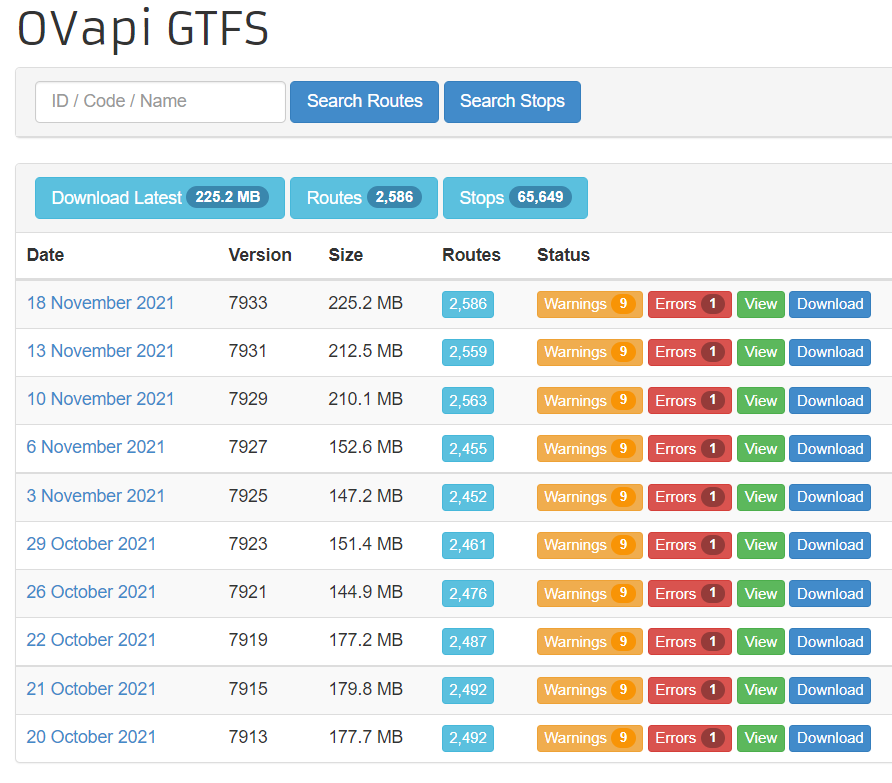 OVapi GTFS
ID / Code / Name Search Routes Search Stops
Download Latest 225.2 MB Routes 2,586 Stops 65,649
Date Version Size Routes Status
18 November 2021 7933 225.2 MB 2,586 Warnings 9 Errors 1 View Download
13 November 2021 7931 212.5 MB 2,559 Warnings 9 Errors 1 View Download
10 November 2021 7929 210.1 MB 2,563 Warnings 9 Errors 1 View Download
6 November 2021 7927 152.6 MB 2,455 Warnings 9 Errors 1 View Download
3 November 2021 7925 147.2 MB 2,452 Warnings 9 Errors 1 View Download
29 October 2021 7923 151.4 MB 2,461 Warnings 9 Errors 1 View Download
26 October 2021 7921 144.9 MB 2,476 Warnings 9 Errors 1 View Download
22 October 2021 7919 177.2 MB 2,487 Warnings 9 Errors 1 View Download
21 October 2021 7915 179.8 MB 2,492 Warnings 9 Errors 1 View Download
20 October 2021 7913 177.7 MB 2,492 Warnings 9 Errors 1 View Download